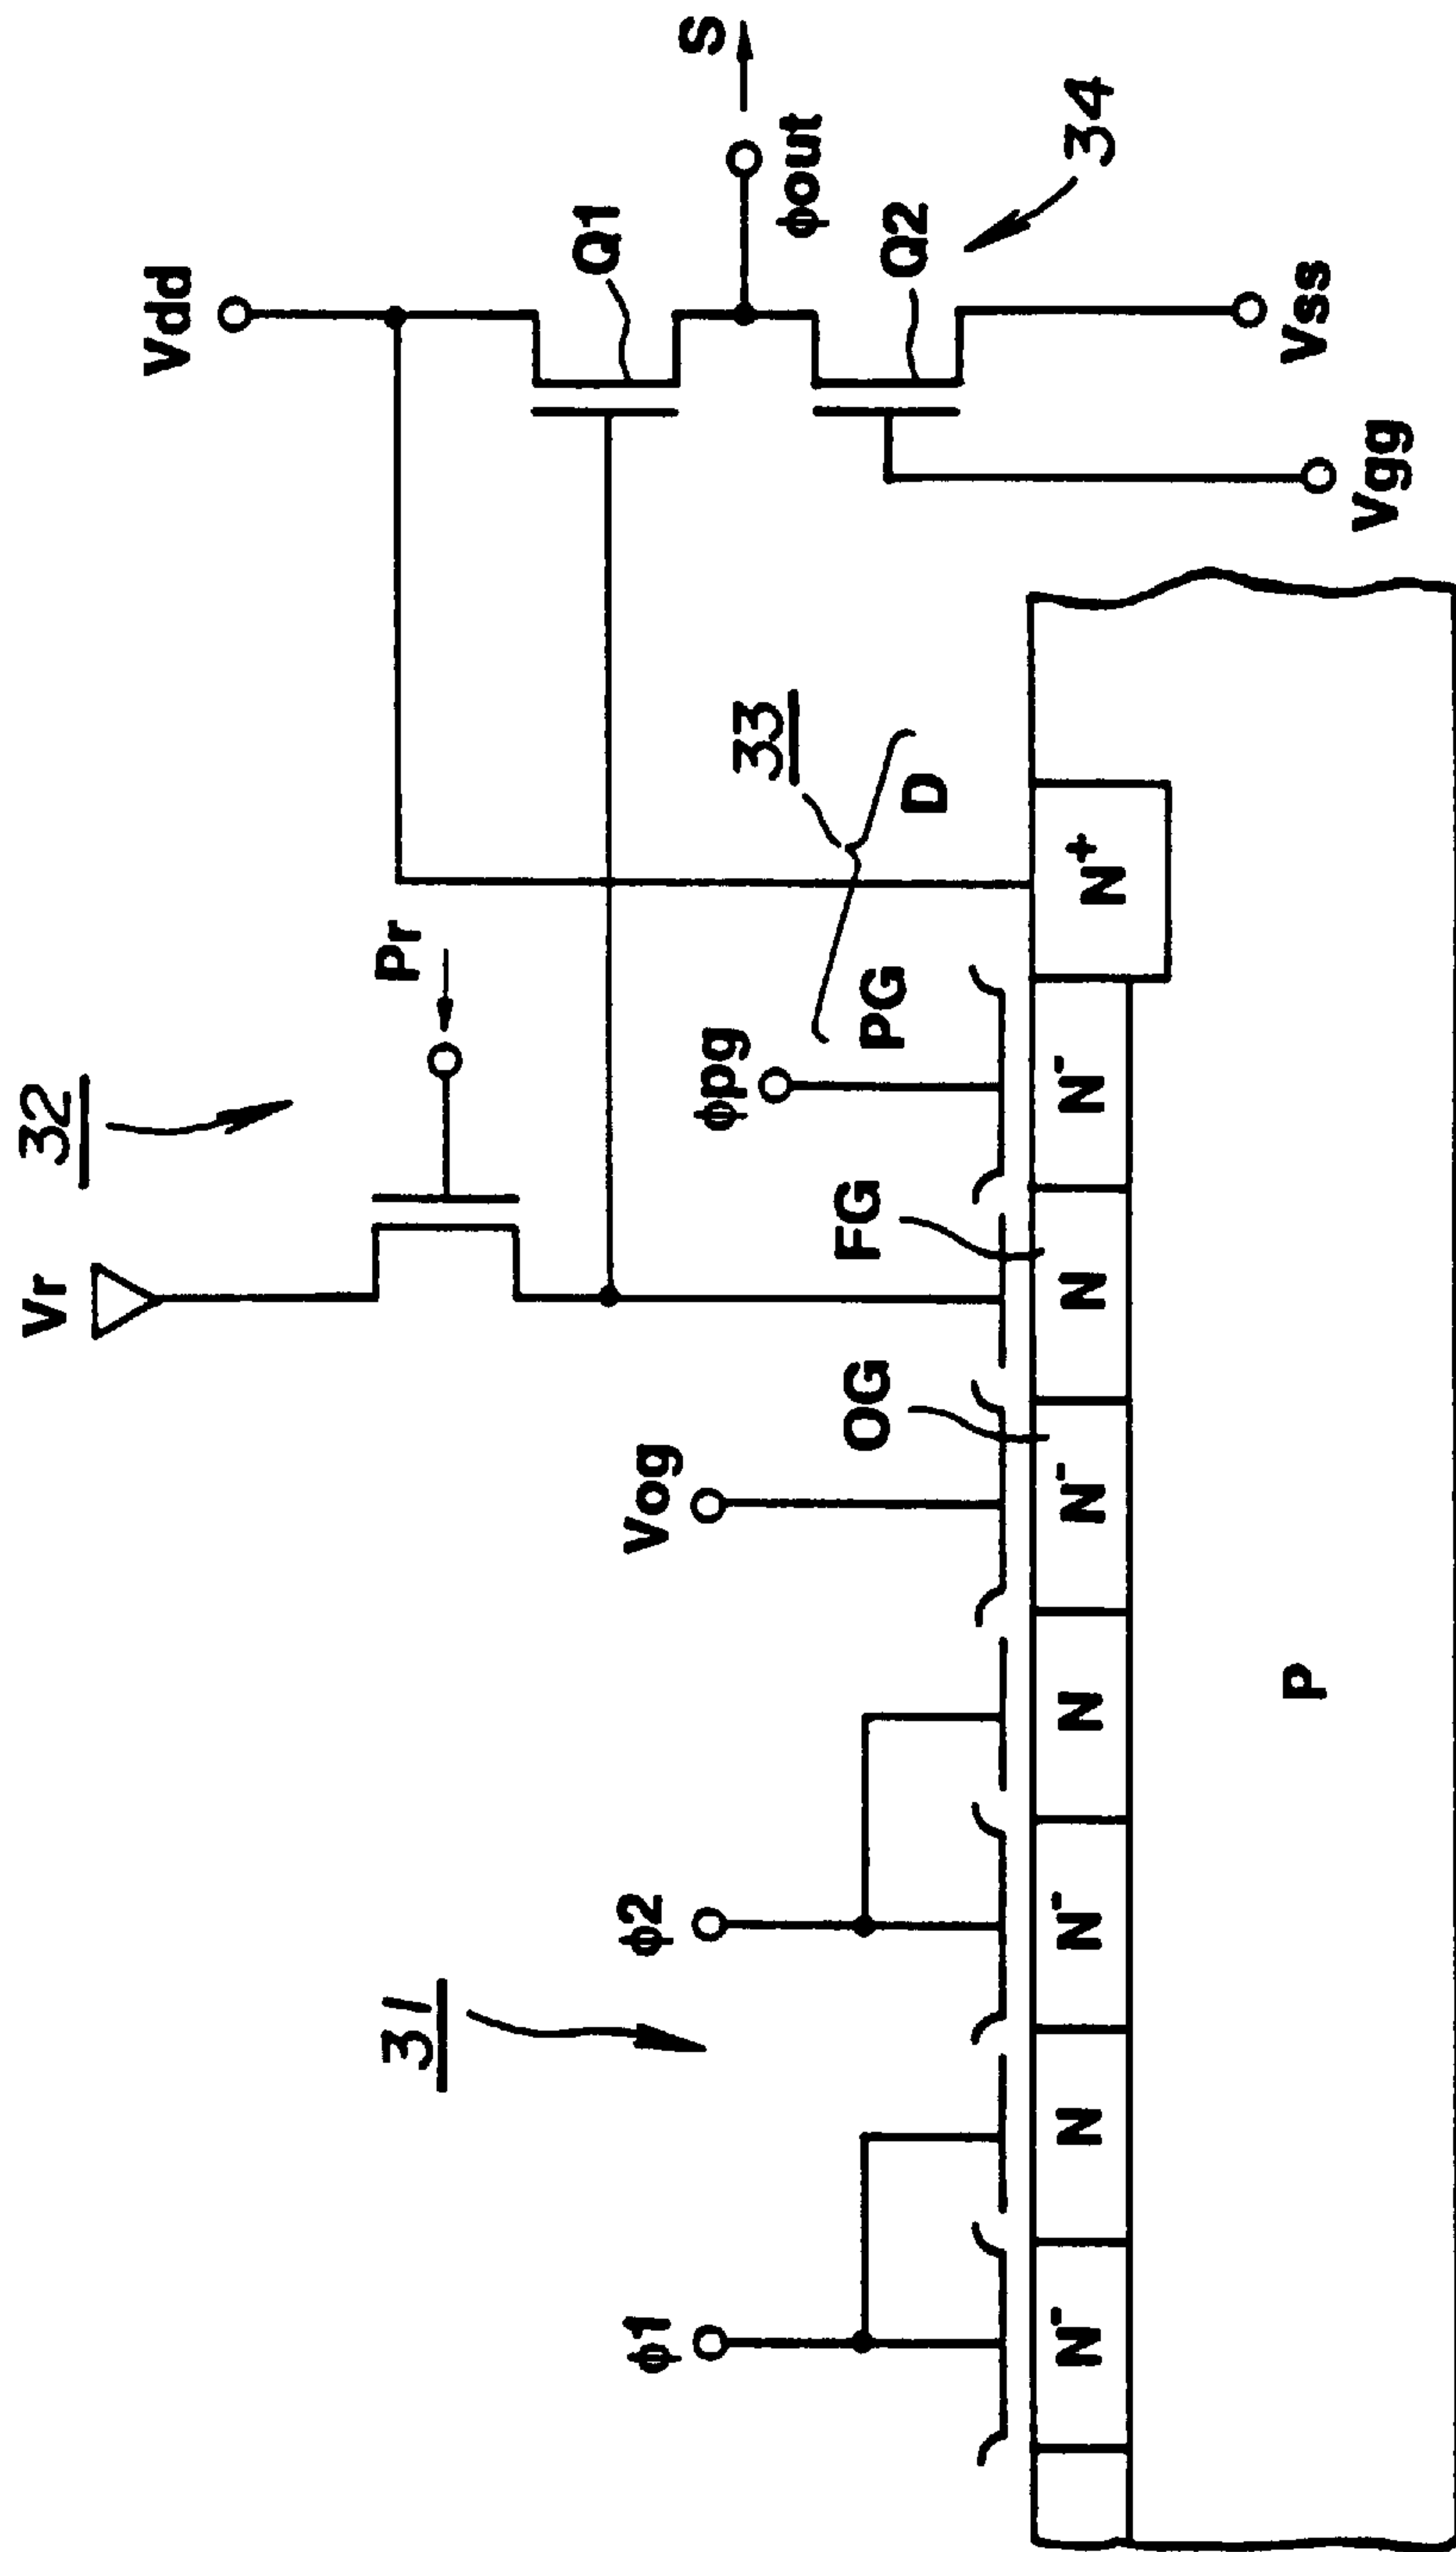 Vr
32
Pr
Vdd
Q1
S
φout
Q2
34
Vss
Vgg
33
D
PG
φpg
FG
OG
Vog
φ2
31
φ1
N⁻
N
N⁻
N
N⁻
N
N⁻
N⁺
P